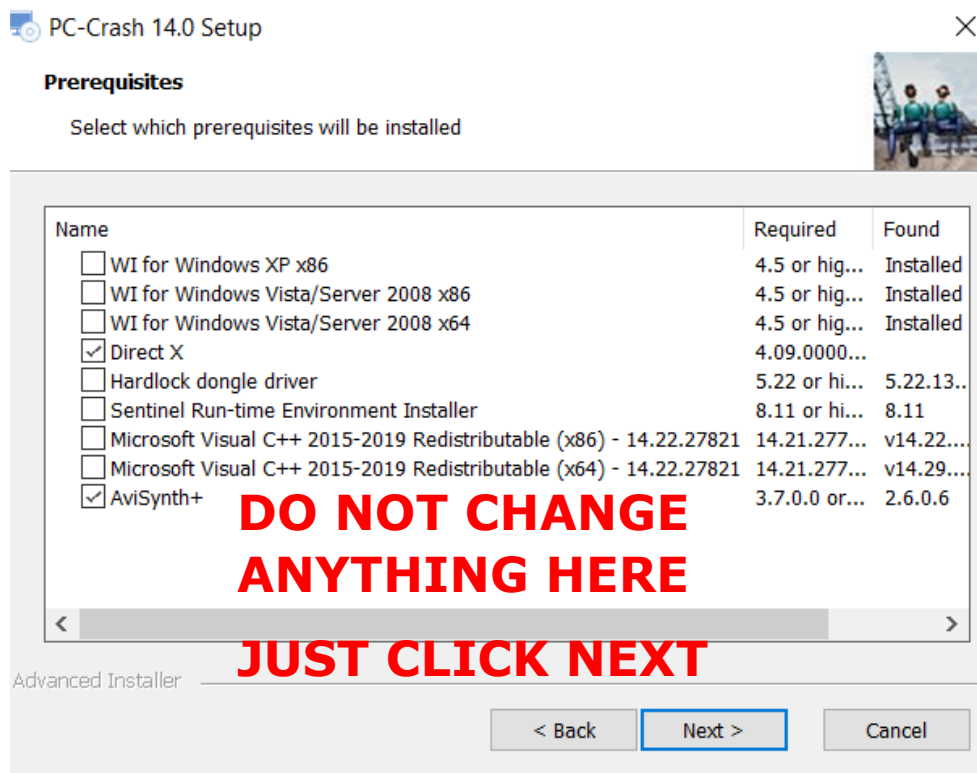 PC-Crash 14.0 Setup
Prerequisites
Select which prerequisites will be installed
Name Required Found
WI for Windows XP x86 4.5 or hig... Installed
WI for Windows Vista/Server 2008 x86 4.5 or hig... Installed
WI for Windows Vista/Server 2008 x64 4.5 or hig... Installed
Direct X 4.09.0000...
Hardlock dongle driver 5.22 or hi... 5.22.13..
Sentinel Run-time Environment Installer 8.11 or hi... 8.11
Microsoft Visual C++ 2015-2019 Redistributable (x86) - 14.22.27821 14.21.277... v14.22....
Microsoft Visual C++ 2015-2019 Redistributable (x64) - 14.22.27821 14.21.277... v14.29....
AviSynth+ 3.7.0.0 or... 2.6.0.6
DO NOT CHANGE
ANYTHING HERE
JUST CLICK NEXT
Advanced Installer
< Back Next > Cancel